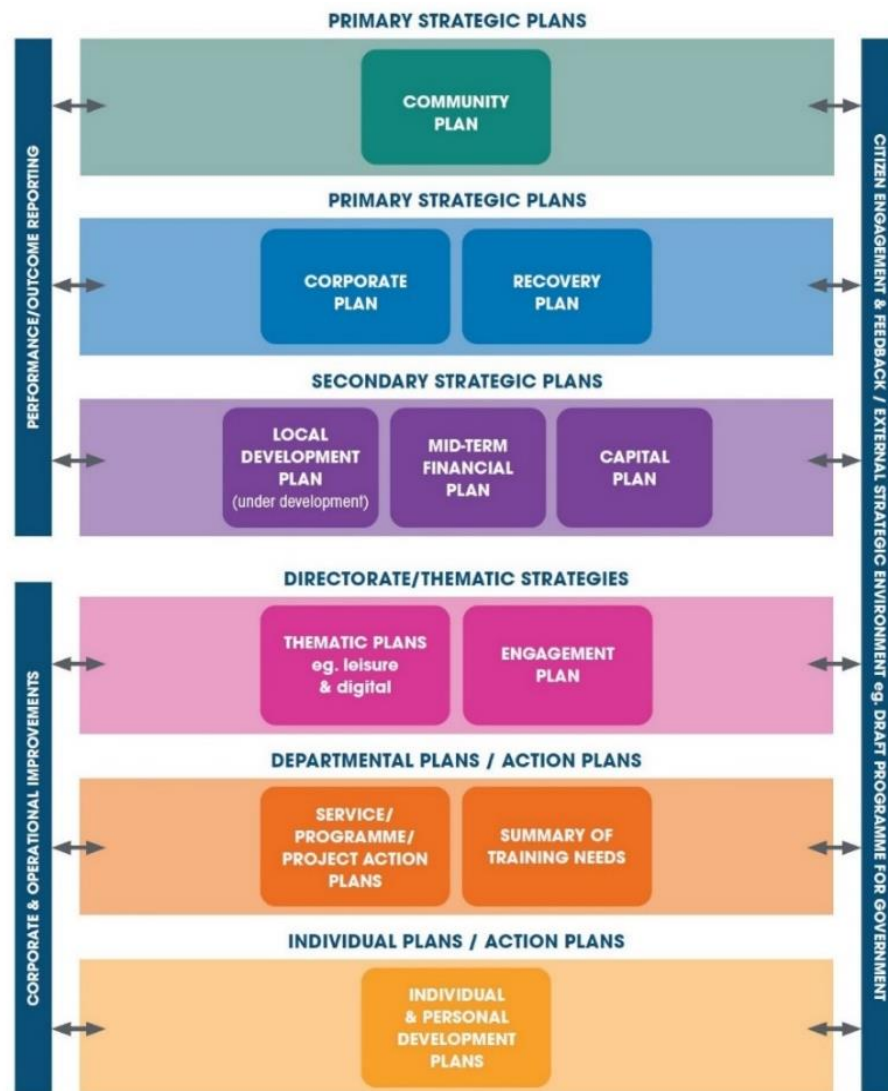 PRIMARY STRATEGIC PLANS
COMMUNITY
PLAN
PRIMARY STRATEGIC PLANS
CORPORATE
PLAN
RECOVERY
PLAN
SECONDARY STRATEGIC PLANS
LOCAL
DEVELOPMENT
PLAN
(under development)
MID-TERM
FINANCIAL
PLAN
CAPITAL
PLAN
PERFORMANCE/OUTCOME REPORTING
DIRECTORATE/THEMATIC STRATEGIES
THEMATIC PLANS
eg. leisure
& digital
ENGAGEMENT
PLAN
DEPARTMENTAL PLANS / ACTION PLANS
SERVICE/
PROGRAMME/
PROJECT ACTION
PLANS
SUMMARY OF
TRAINING NEEDS
INDIVIDUAL PLANS / ACTION PLANS
INDIVIDUAL
& PERSONAL
DEVELOPMENT
PLANS
CORPORATE & OPERATIONAL IMPROVEMENTS
CITIZEN ENGAGEMENT & FEEDBACK / EXTERNAL STRATEGIC ENVIRONMENT eg. DRAFT PROGRAMME FOR GOVERNMENT